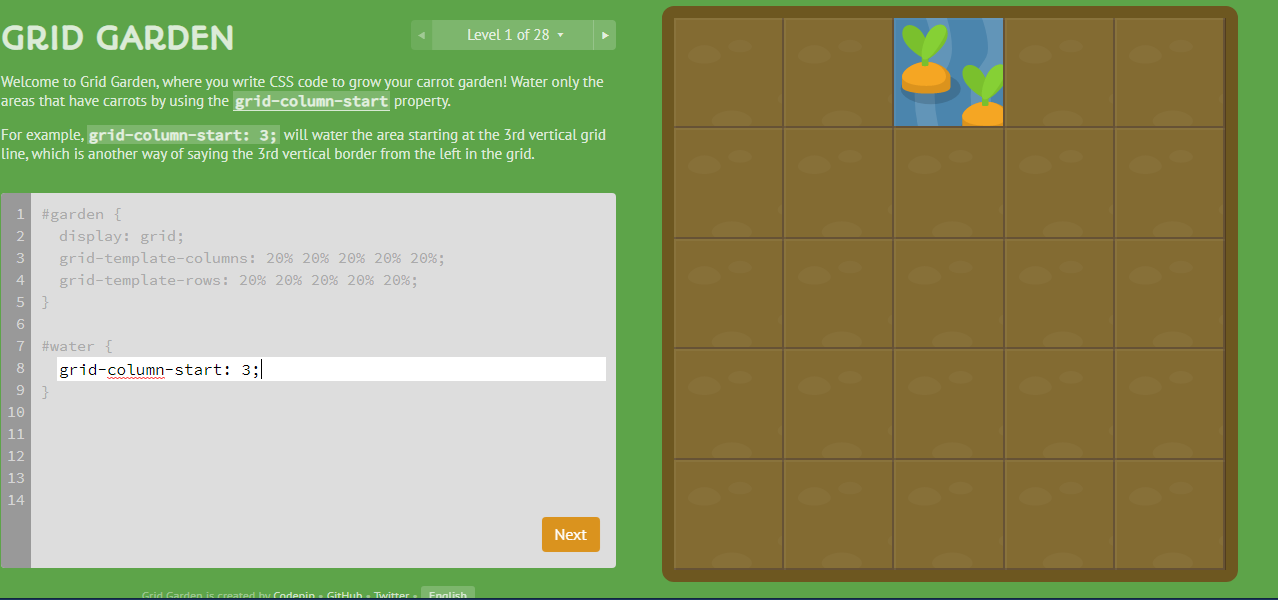 GRID GARDEN
◀ Level 1 of 28 ▾ ▶
Welcome to Grid Garden, where you write CSS code to grow your carrot garden! Water only the
areas that have carrots by using the grid-column-start property.
For example, grid-column-start: 3; will water the area starting at the 3rd vertical grid
line, which is another way of saying the 3rd vertical border from the left in the grid.
1 #garden {
2 display: grid;
3 grid-template-columns: 20% 20% 20% 20% 20%;
4 grid-template-rows: 20% 20% 20% 20% 20%;
5 }
6
7 #water {
8 grid-column-start: 3;
9 }
10
11
12
13
14
Next
Grid Garden is created by Codepip • GitHub • Twitter • English